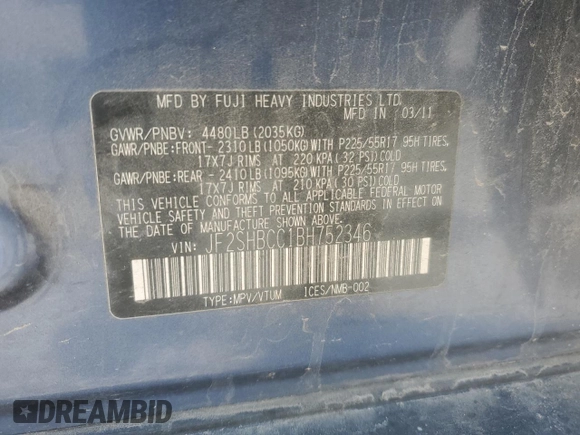 MFD BY FUJI HEAVY INDUSTRIES LTD.
MFD IN 03/11
GVWR/PNBV: 4480LB(2035KG)
GAWR/PNBE:FRONT- 2310LB(1050KG)WITH P225/55R17 95H TIRES,
17X7J RIMS AT 220 KPA(32 PSI)COLD
GAWR/PNBE:REAR - 2410LB(1095KG)WITH P225/55R17 95H TIRES,
17X7J RIMS AT 210 KPA(30 PSI)COLD
THIS VEHICLE CONFORMS TO ALL APPLICABLE FEDERAL MOTOR
VEHICLE SAFETY AND THEFT PREVENTION STANDARDS IN EFFECT ON
THE DATE OF MANUFACTURE SHOWN ABOVE.
VIN: JF2SHBCC1BH752346
TYPE:MPV/VTUM ICES/NMB-002
DREAMBID